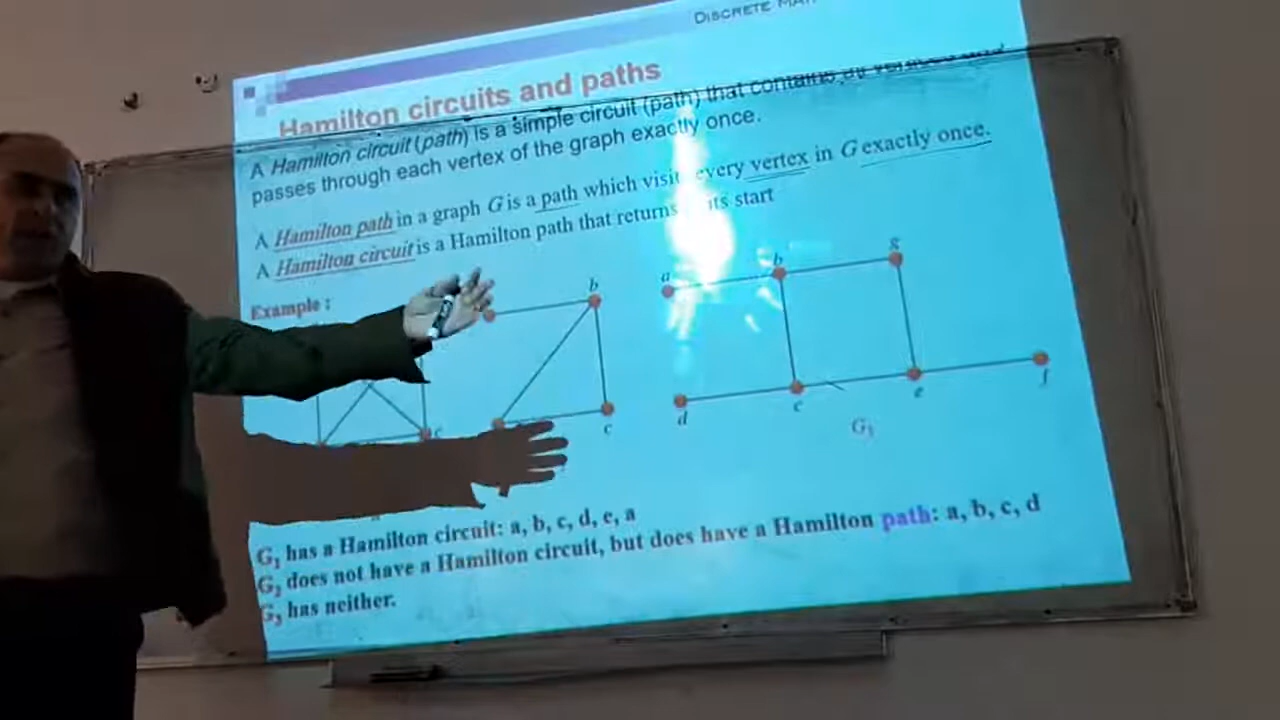 DISCRETE
Hamilton circuits and paths
A Hamilton circuit (path) is a simple circuit (path) that contains all vertices and
passes through each vertex of the graph exactly once.
A Hamilton path in a graph G is a path which visits every vertex in G exactly once.
A Hamilton circuit is a Hamilton path that returns its start
Example :
b
a
b
g
c
c
d
c
e
f
G₃
G₁ has a Hamilton circuit: a, b, c, d, e, a
G₂ does not have a Hamilton circuit, but does have a Hamilton path: a, b, c, d
G₃ has neither.